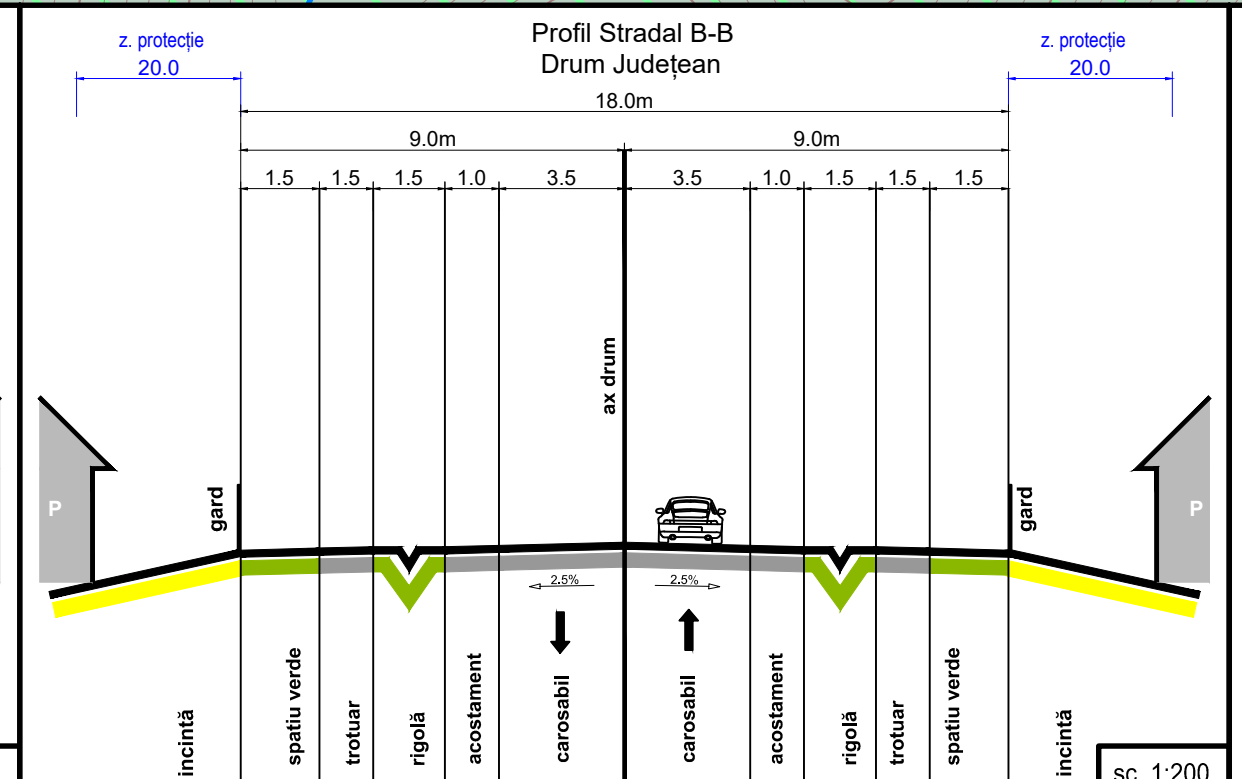 Profil Stradal B-B
Drum Județean
z. protecție
20.0
z. protecție
20.0
18.0m
9.0m
9.0m
1.5
1.5
1.5
1.0
3.5
3.5
1.0
1.5
1.5
1.5
ax drum
gard
gard
P
P
2.5%
2.5%
incintă
spatiu verde
trotuar
rigolă
acostament
carosabil
carosabil
acostament
rigolă
trotuar
spatiu verde
incintă
sc. 1:200